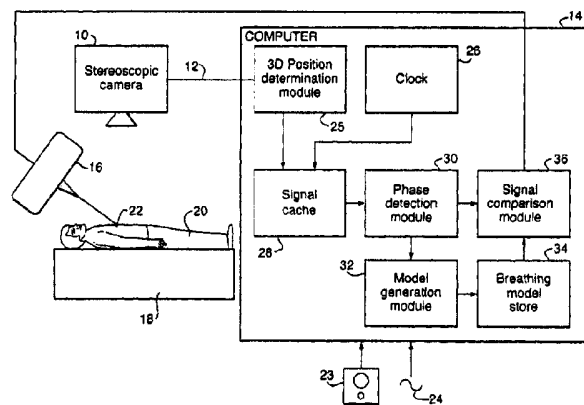 14
COMPUTER
10
Stereoscopic
camera
12
3D Position
determination
module
25
Clock
26
16
22
20
18
Signal
cache
28
30
Phase
detection
module
36
Signal
comparison
module
32
Model
generation
module
34
Breathing
model
store
23
24